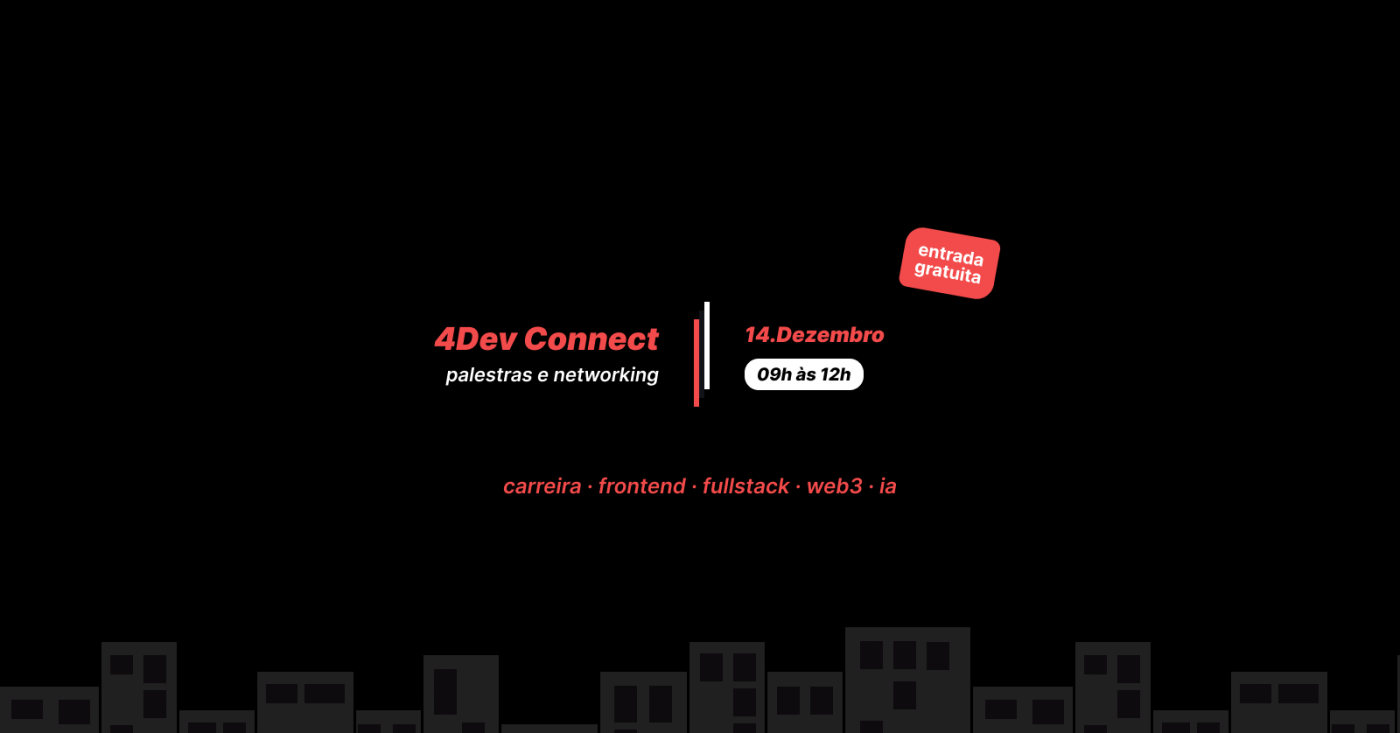 entrada
gratuita
4Dev Connect
palestras e networking
14.Dezembro
09h às 12h
carreira · frontend · fullstack · web3 · ia